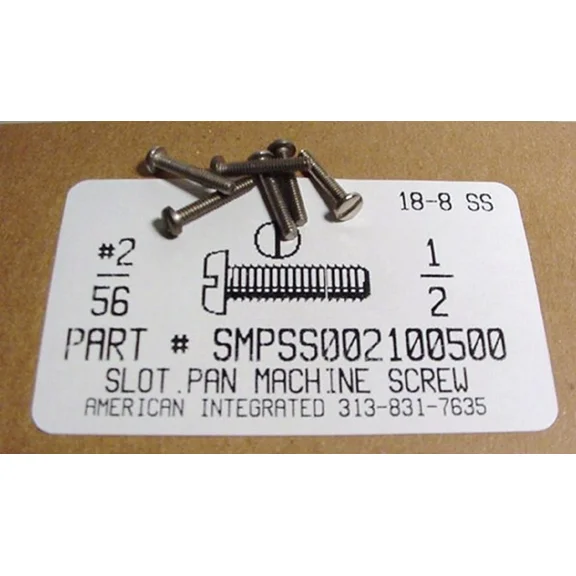 18-8 SS
#2
56
1
2
PART # SMPSS002100500
SLOT.PAN MACHINE SCREW
AMERICAN INTEGRATED 313-831-7635